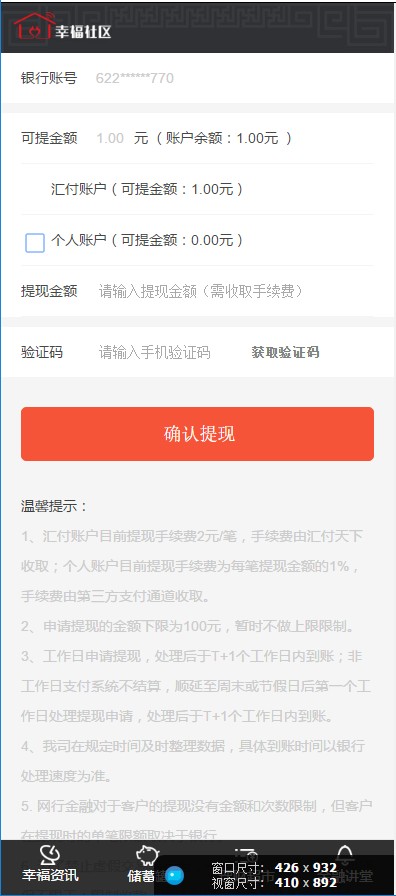 幸福社区
银行账号 622******770
可提金额 1.00 元（账户余额：1.00元 ）
汇付账户（可提金额：1.00元）
个人账户（可提金额：0.00元）
提现金额 请输入提现金额（需收取手续费）
验证码 请输入手机验证码 获取验证码
确认提现
温馨提示：
1、汇付账户目前提现手续费2元/笔，手续费由汇付天下
收取；个人账户目前提现手续费为每笔提现金额的1%，
手续费由第三方支付通道收取。
2、申请提现的金额下限为100元，暂时不做上限限制。
3、工作日申请提现，处理后于T+1个工作日内到账；非
工作日支付系统不结算，顺延至周末或节假日后第一个工
作日处理提现申请，处理后于T+1个工作日内到账。
4、我司在规定时间及时整理数据，具体到账时间以银行
处理速度为准。
5. 网行金融对于客户的提现没有金额和次数限制，但客户
在提现时的单笔限额取决于银行
幸福资讯 储蓄 市 融讲堂
窗口尺寸： 426 x 932
视窗尺寸： 410 x 892